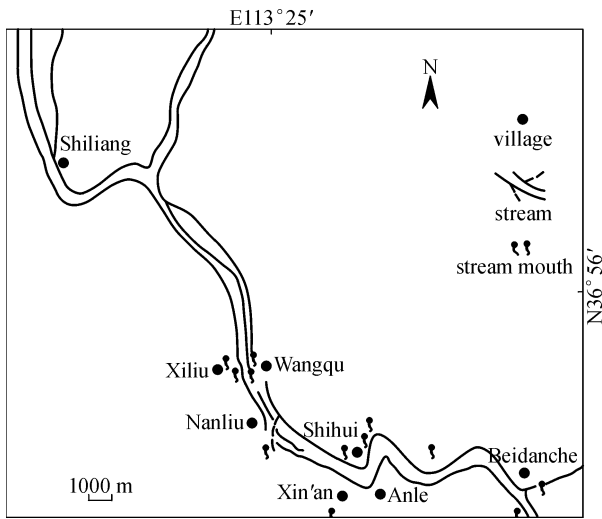 E113°25′
N
Shiliang
village
stream
stream mouth
N36°56′
Xiliu
Wangqu
Nanliu
Shihui
Beidanche
1000 m
Xin′an
Anle